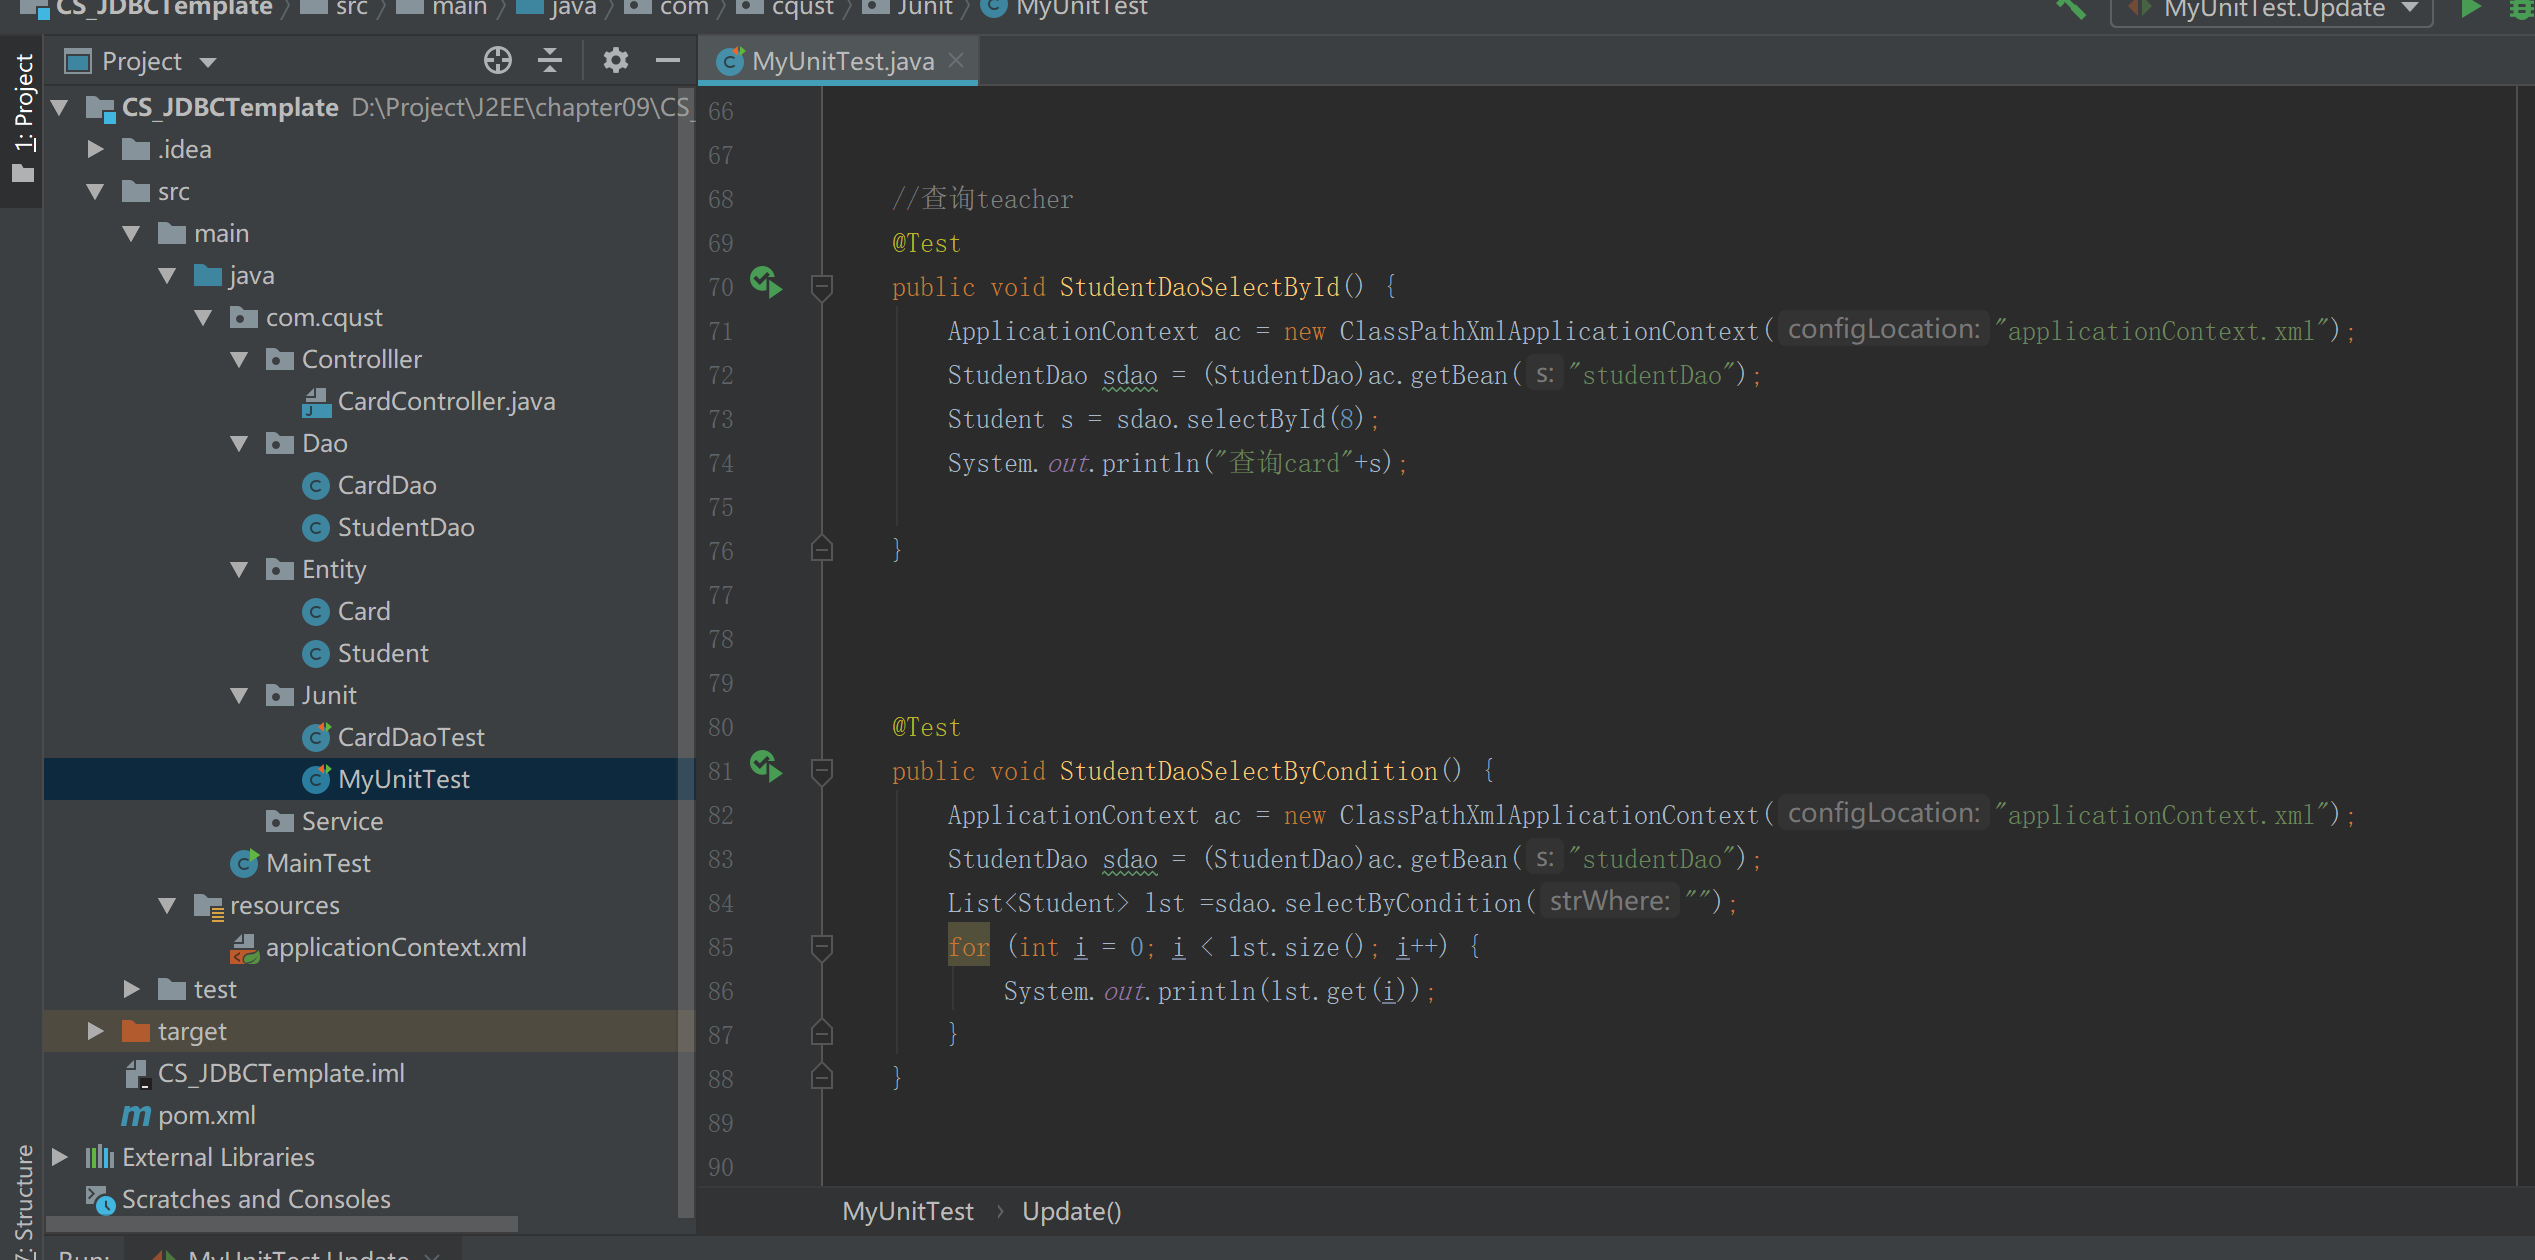 CS_JDBCTemplate src main java com cqust Junit MyUnitTest
MyUnitTest.Update
1: Project
Project
MyUnitTest.java
CS_JDBCTemplate D:\Project\J2EE\chapter09\CS_
.idea
src
main
java
com.cqust
Controlller
CardController.java
Dao
CardDao
StudentDao
Entity
Card
Student
Junit
CardDaoTest
MyUnitTest
Service
MainTest
resources
applicationContext.xml
test
target
CS_JDBCTemplate.iml
pom.xml
External Libraries
Scratches and Consoles
7: Structure
66
67
68 //查询teacher
69 @Test
70 public void StudentDaoSelectById() {
71 ApplicationContext ac = new ClassPathXmlApplicationContext( configLocation: "applicationContext.xml");
72 StudentDao sdao = (StudentDao)ac.getBean( s: "studentDao");
73 Student s = sdao.selectById(8);
74 System.out.println("查询card"+s);
75
76 }
77
78
79
80 @Test
81 public void StudentDaoSelectByCondition() {
82 ApplicationContext ac = new ClassPathXmlApplicationContext( configLocation: "applicationContext.xml");
83 StudentDao sdao = (StudentDao)ac.getBean( s: "studentDao");
84 List<Student> lst =sdao.selectByCondition( strWhere: "");
85 for (int i = 0; i < lst.size(); i++) {
86 System.out.println(lst.get(i));
87 }
88 }
89
90
MyUnitTest › Update()
Run: MyUnitTest.Update